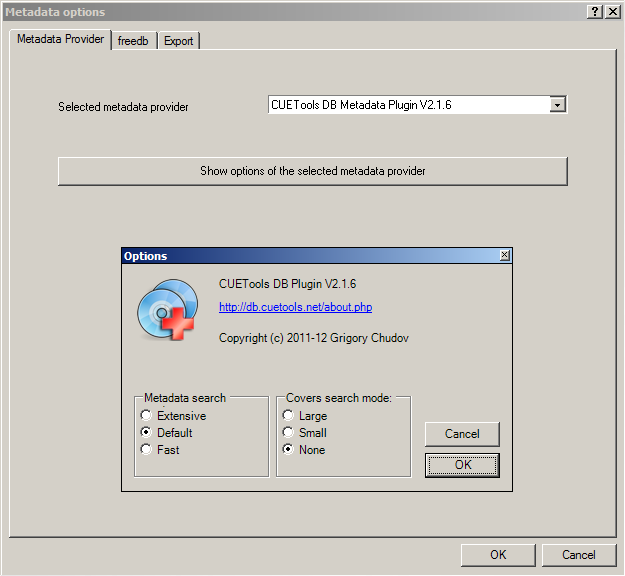 Metadata options
Metadata Provider freedb Export
Selected metadata provider CUETools DB Metadata Plugin V2.1.6
Show options of the selected metadata provider
Options
CUETools DB Plugin V2.1.6
http://db.cuetools.net/about.php
Copyright (c) 2011-12 Grigory Chudov
Metadata search
Extensive
Default
Fast
Covers search mode:
Large
Small
None
Cancel
OK
OK Cancel